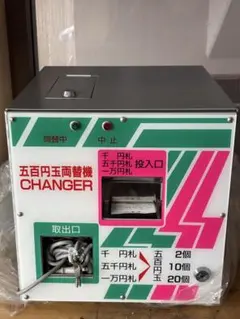 両替中 中止
五百円玉両替機
CHANGER
千円札
五千円札
一万円札
投入口
取出口
千円札
五千円札
一万円札
五百円玉
2個
10個
20個